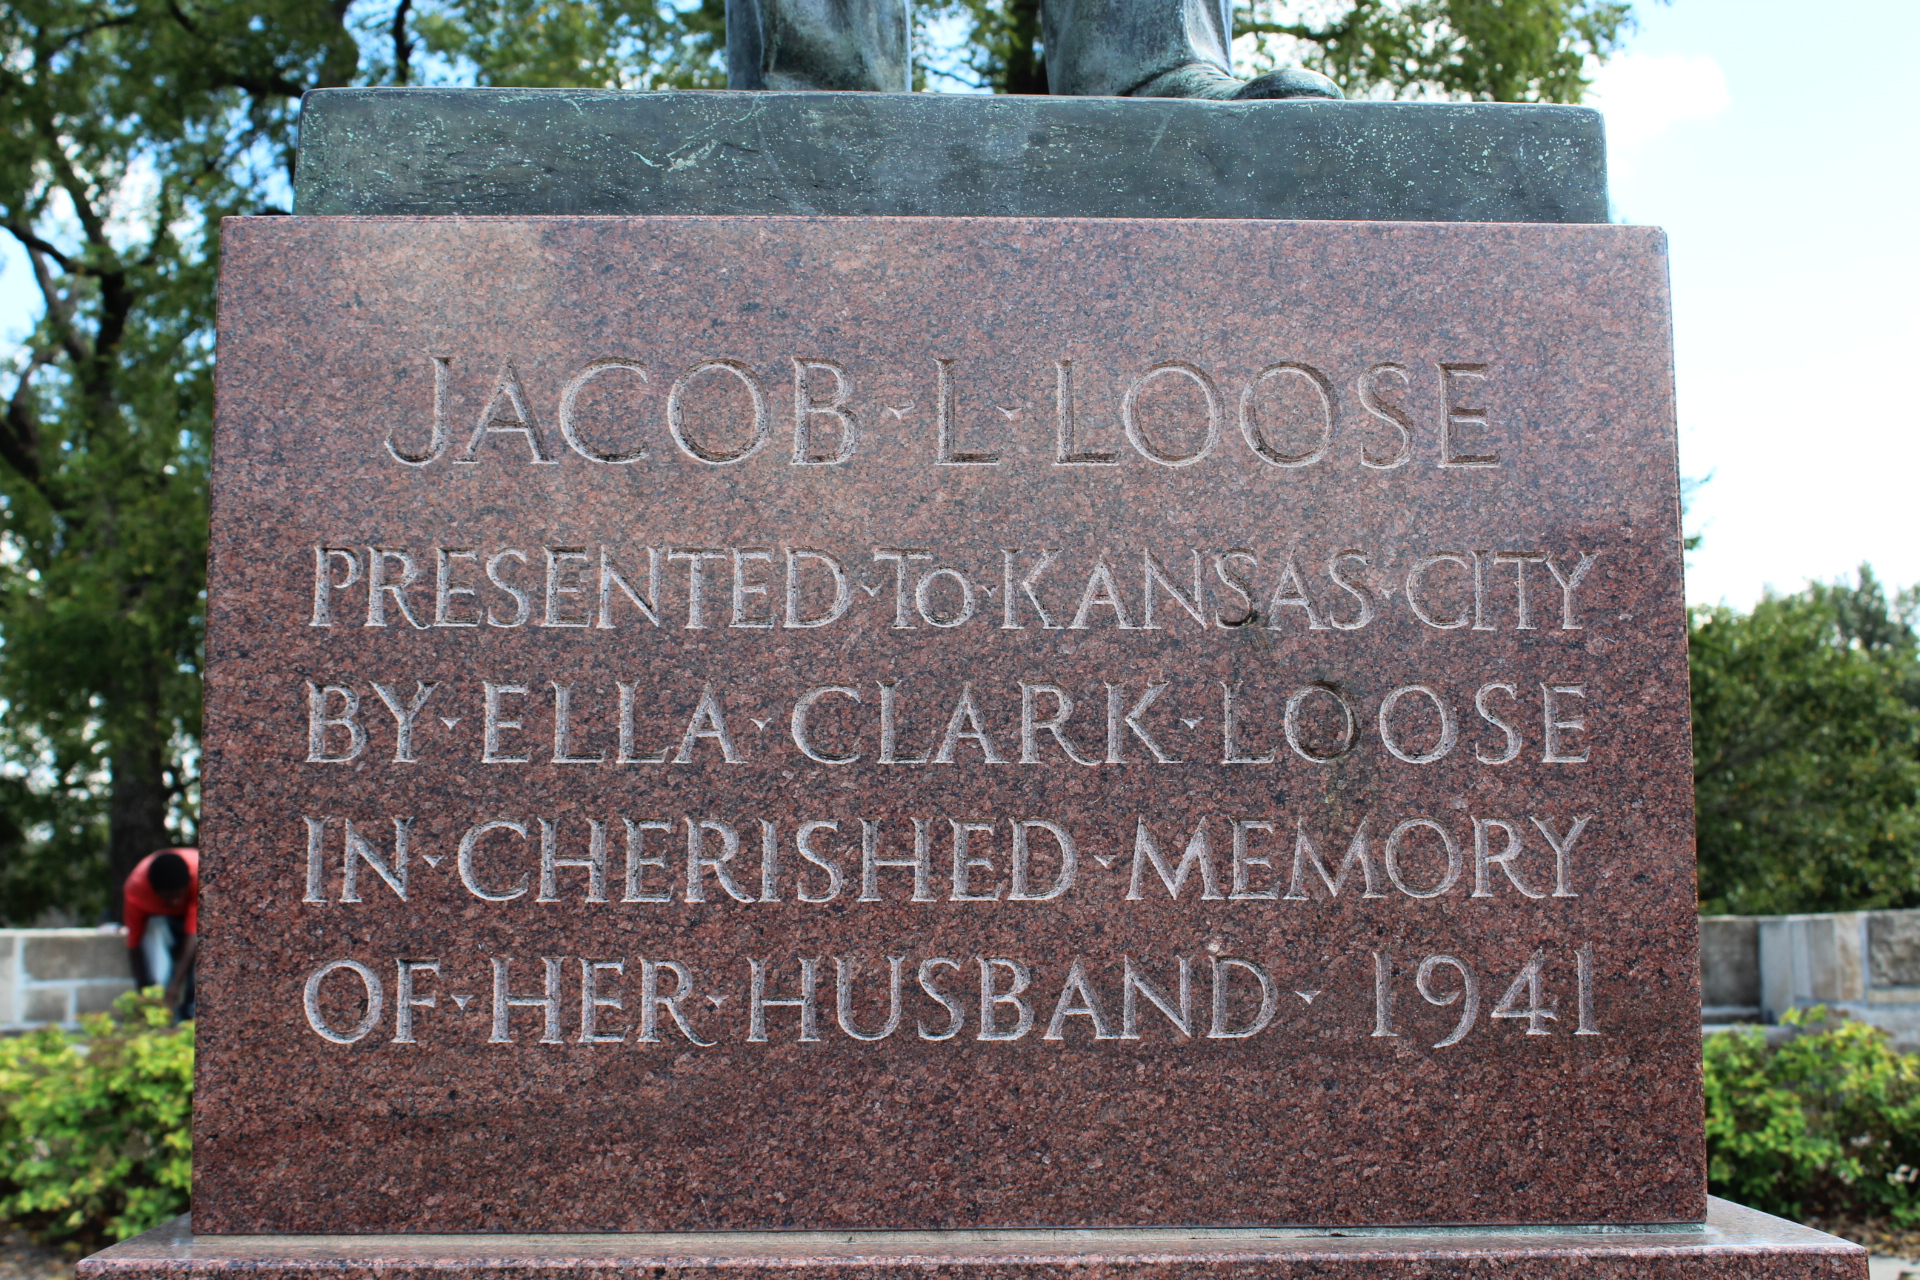 JACOB·L·LOOSE
PRESENTED·TO·KANSAS·CITY
BY·ELLA·CLARK·LOOSE
IN·CHERISHED·MEMORY
OF·HER·HUSBAND·1941